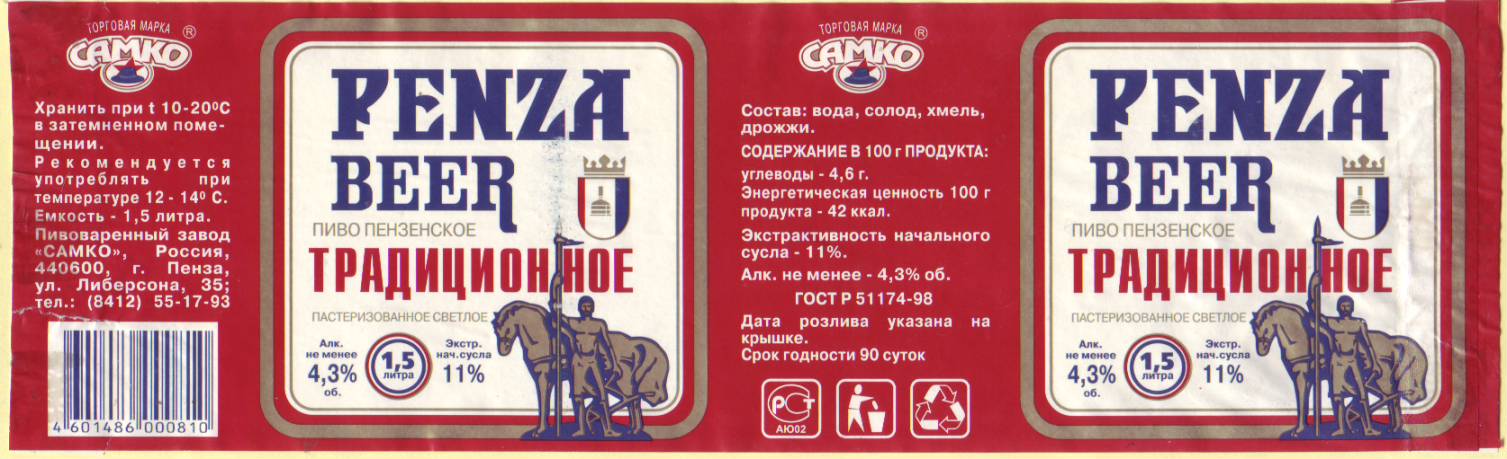 ТОРГОВАЯ МАРКА ®
САМКО
Хранить при t 10-20⁰С
в затемненном поме-
щении.
Рекомендуется
употреблять при
температуре 12 - 14⁰ С.
Емкость - 1,5 литра.
Пивоваренный завод
«САМКО», Россия,
440600, г. Пенза,
ул. Либерсона, 35;
тел.: (8412) 55-17-93
4 601486 000810
PENZA
BEER
ПИВО ПЕНЗЕНСКОЕ
ТРАДИЦИОННОЕ
ПАСТЕРИЗОВАННОЕ СВЕТЛОЕ
Алк.
не менее
4,3%
об.
1,5
литра
Экстр.
нач.сусла
11%
ТОРГОВАЯ МАРКА ®
САМКО
Состав: вода, солод, хмель,
дрожжи.
СОДЕРЖАНИЕ В 100 г ПРОДУКТА:
углеводы - 4,6 г.
Энергетическая ценность 100 г
продукта - 42 ккал.
Экстрактивность начального
сусла - 11%.
Алк. не менее - 4,3% об.
ГОСТ Р 51174-98
Дата розлива указана на
крышке.
Срок годности 90 суток
РСТ
АЮ02
PENZA
BEER
ПИВО ПЕНЗЕНСКОЕ
ТРАДИЦИОННОЕ
ПАСТЕРИЗОВАННОЕ СВЕТЛОЕ
Алк.
не менее
4,3%
об.
1,5
литра
Экстр.
нач.сусла
11%